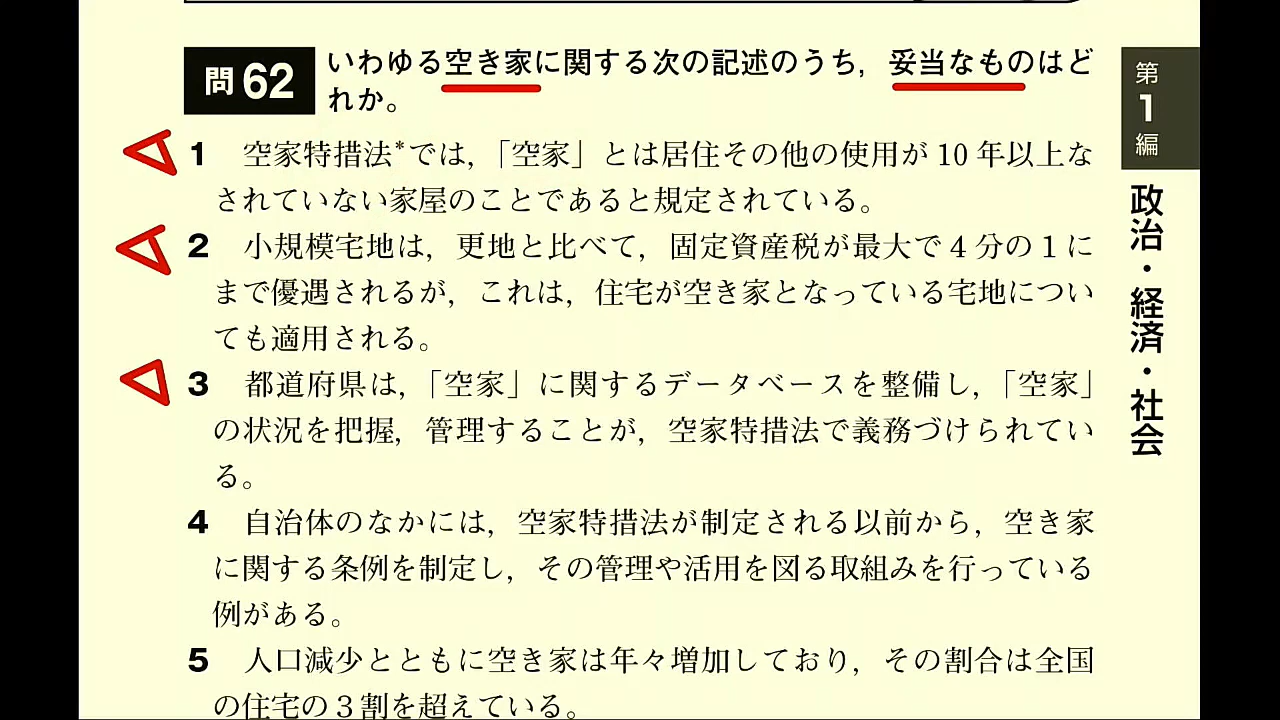 問62 いわゆる空き家に関する次の記述のうち，妥当なものはど
れか。
1 空家特措法*では，「空家」とは居住その他の使用が10年以上な
されていない家屋のことであると規定されている。
2 小規模宅地は，更地と比べて，固定資産税が最大で4分の1に
まで優遇されるが，これは，住宅が空き家となっている宅地につい
ても適用される。
3 都道府県は，「空家」に関するデータベースを整備し，「空家」
の状況を把握，管理することが，空家特措法で義務づけられてい
る。
4 自治体のなかには，空家特措法が制定される以前から，空き家
に関する条例を制定し，その管理や活用を図る取組みを行っている
例がある。
5 人口減少とともに空き家は年々増加しており，その割合は全国
の住宅の3割を超えている。
第
1
編
政治・経済・社会